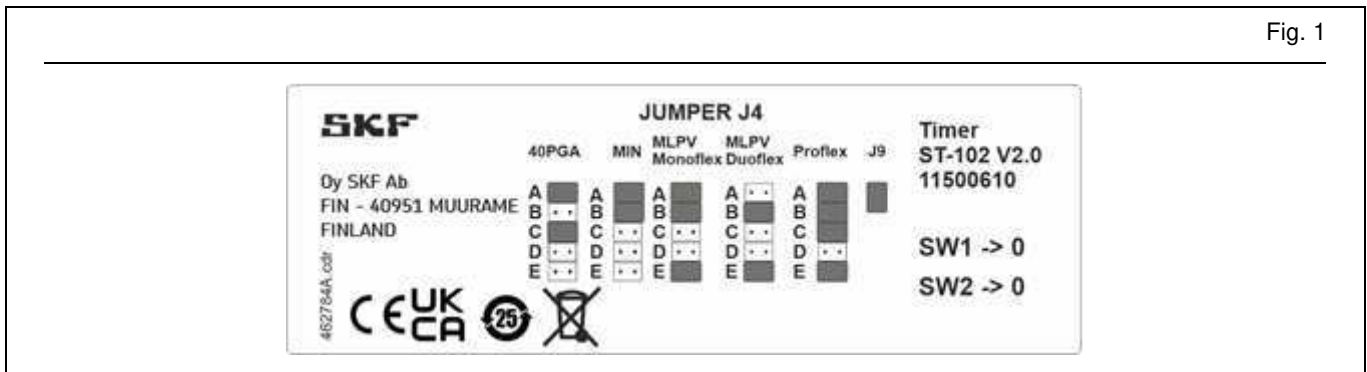 Fig. 1
SKF
JUMPER J4
40PGA MIN MLPV Monoflex MLPV Duoflex Proflex J9
Timer
ST-102 V2.0
11500610
Oy SKF Ab
FIN - 40951 MUURAME
FINLAND
A A A A A
B B B B B
C C C C C
D D D D D
E E E E E
SW1 -> 0
SW2 -> 0
462784A.cdr
CE UK CA 25